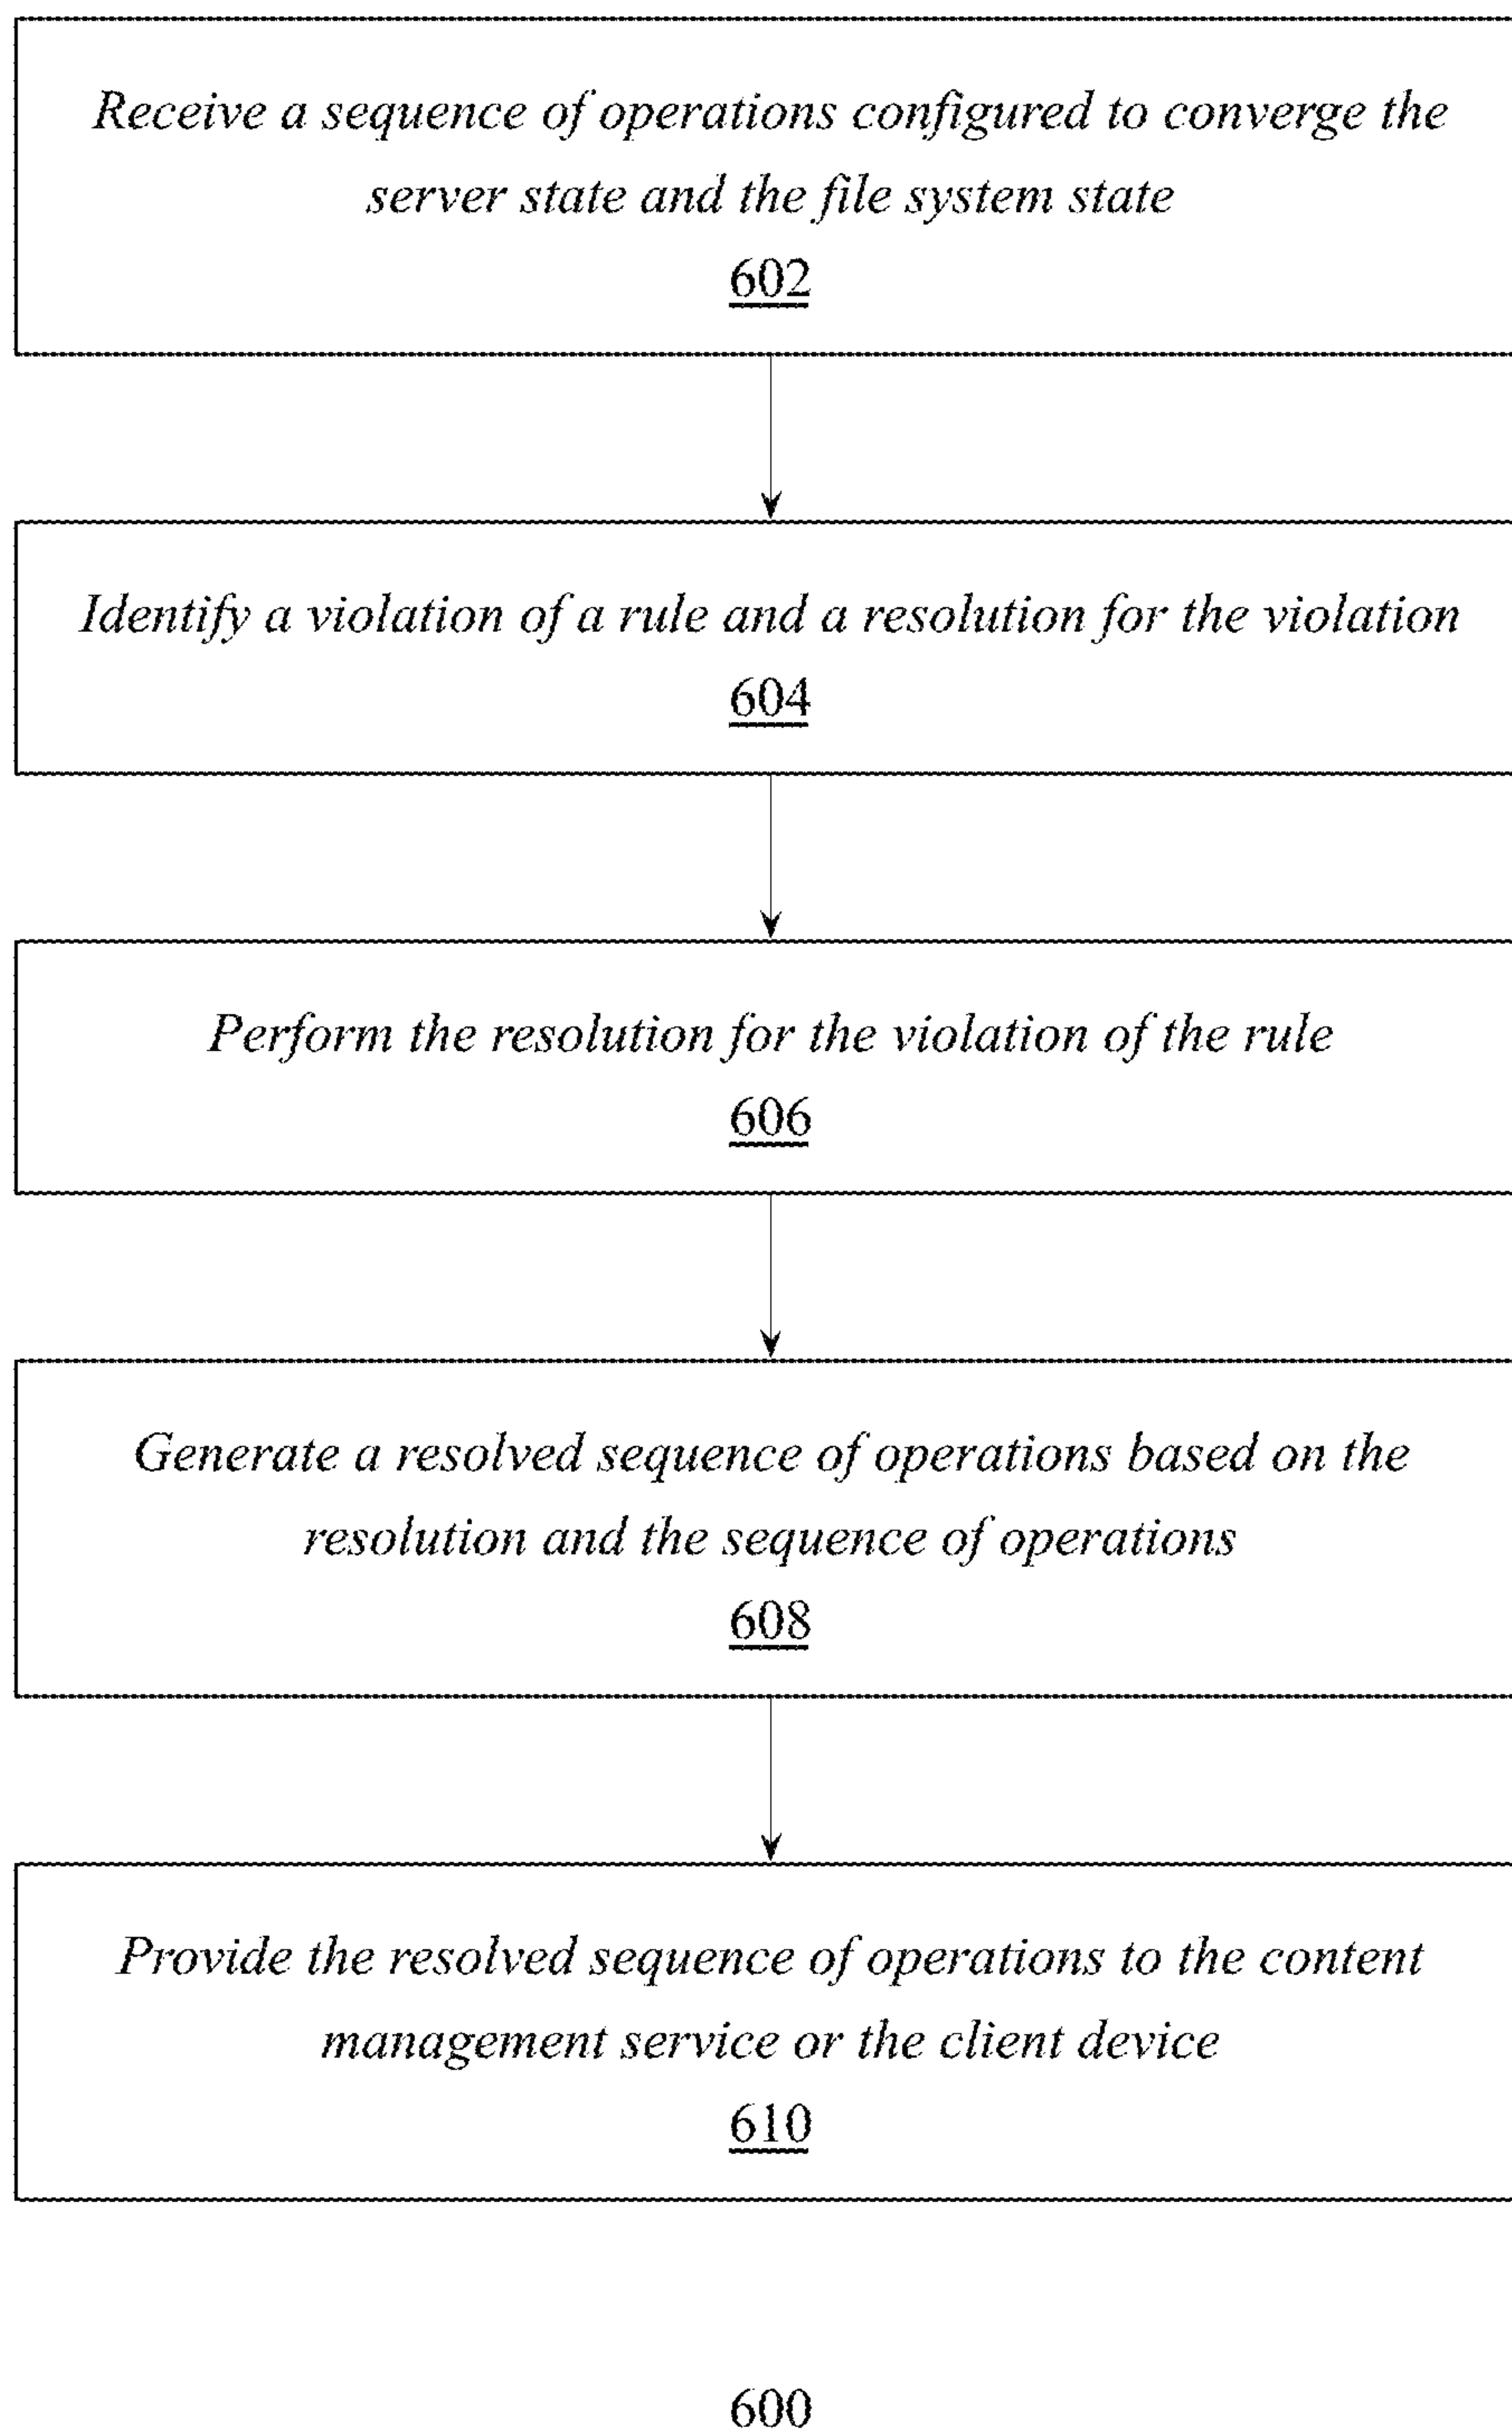 Receive a sequence of operations configured to converge the
server state and the file system state
602
Identify a violation of a rule and a resolution for the violation
604
Perform the resolution for the violation of the rule
606
Generate a resolved sequence of operations based on the
resolution and the sequence of operations
608
Provide the resolved sequence of operations to the content
management service or the client device
610
600